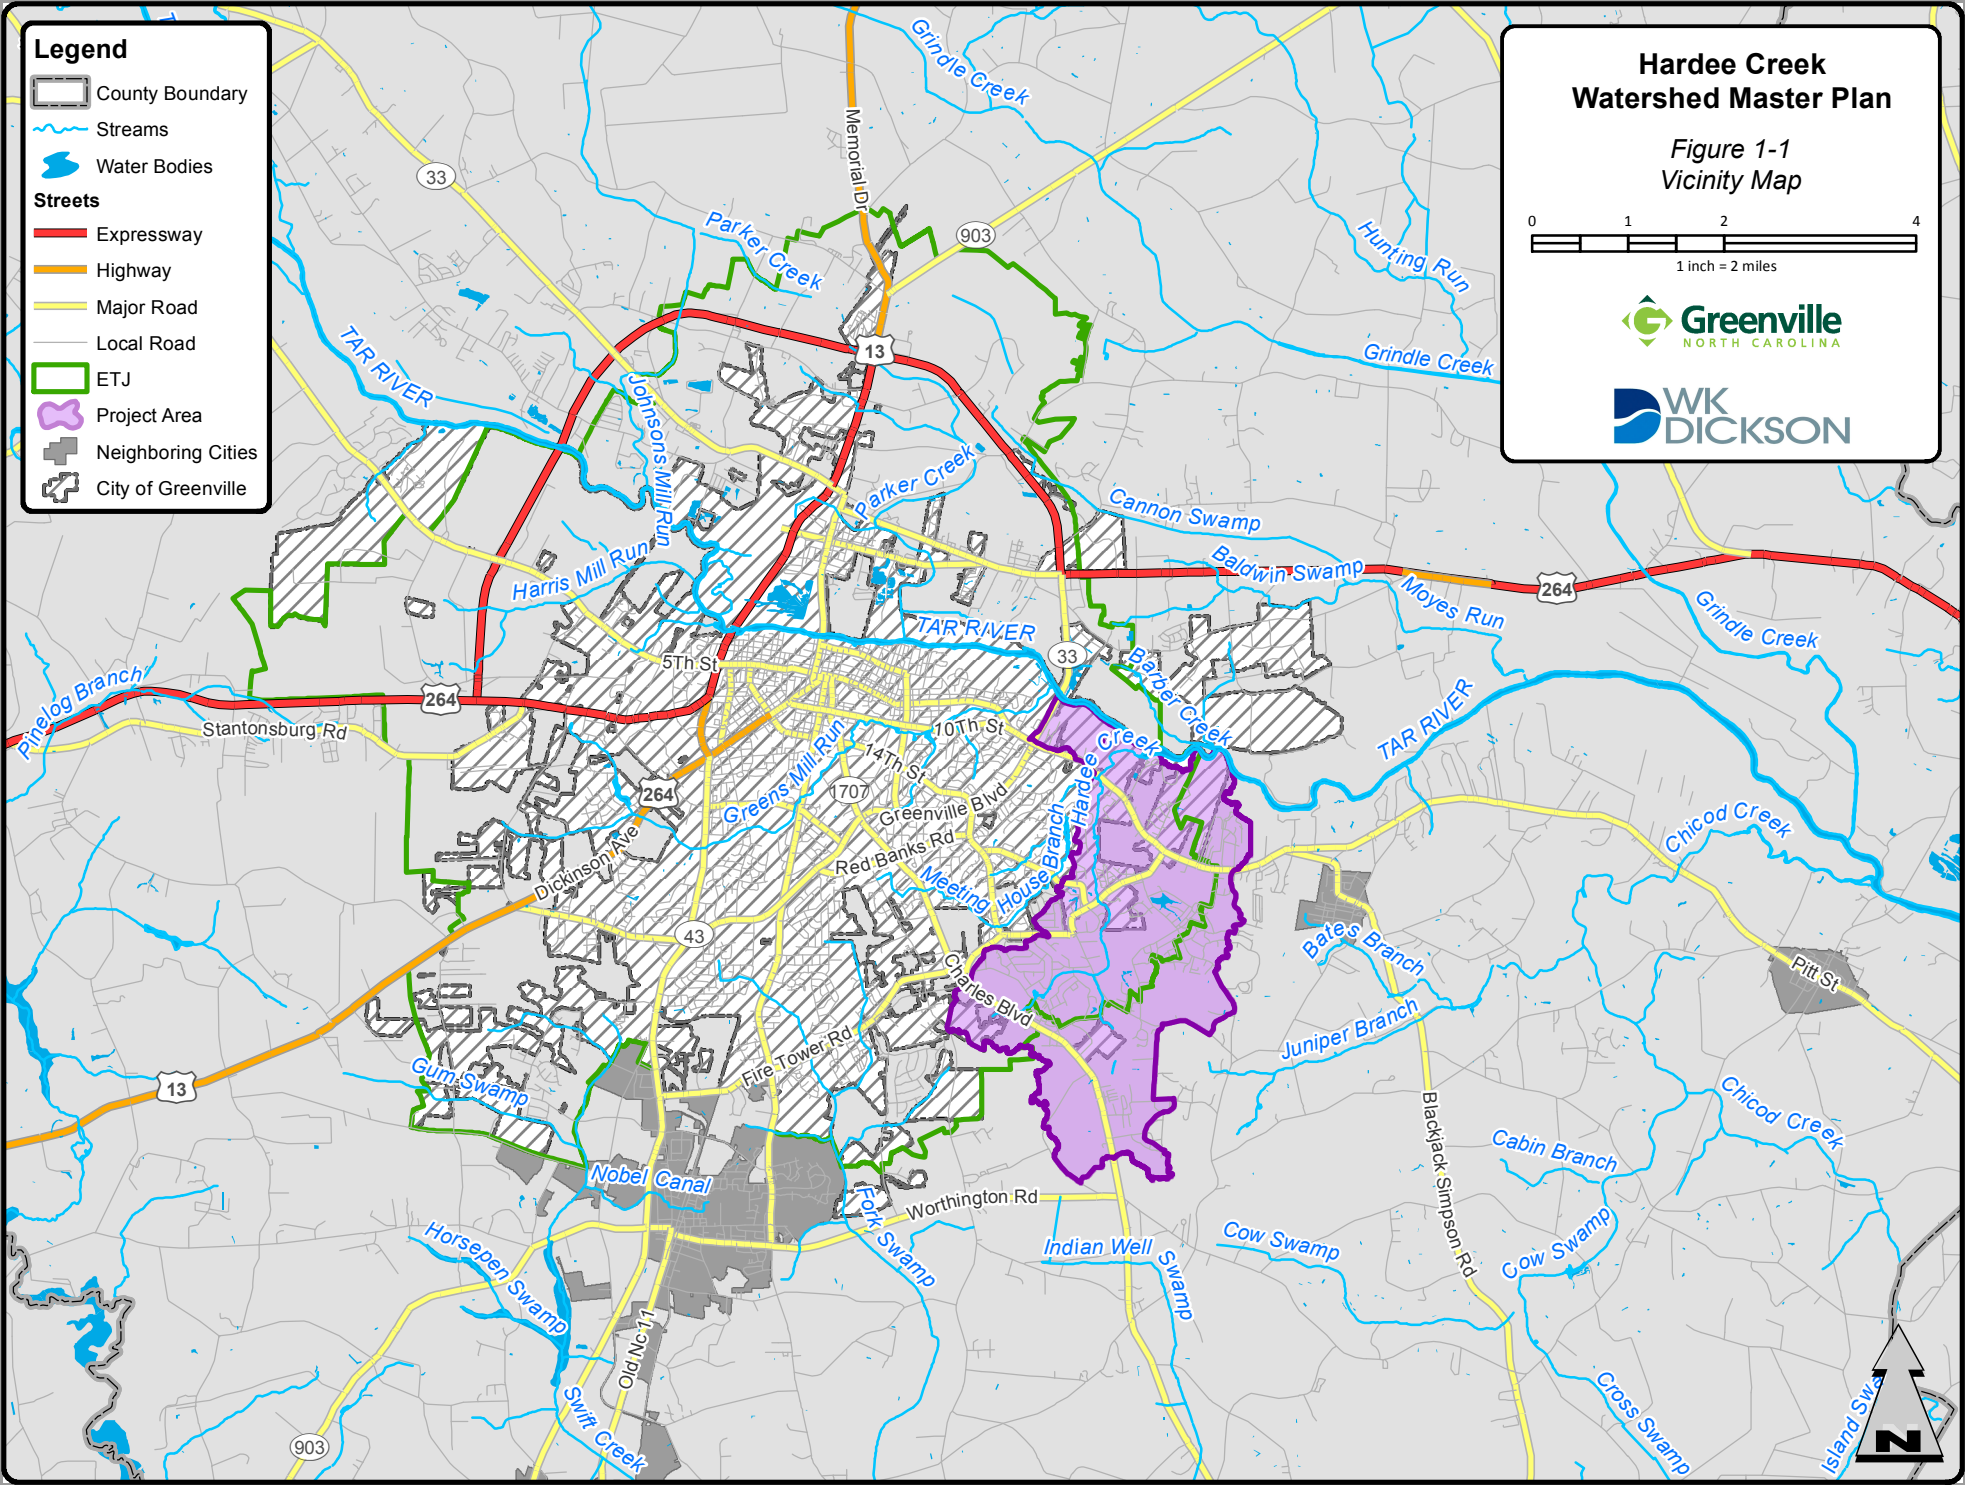 Legend
County Boundary
Streams
Water Bodies
Streets
Expressway
Highway
Major Road
Local Road
ETJ
Project Area
Neighboring Cities
City of Greenville
Hardee Creek
Watershed Master Plan
Figure 1-1
Vicinity Map
0 1 2 4
1 inch = 2 miles
Greenville
NORTH CAROLINA
WK
DICKSON
Grindle Creek
Memorial Dr
33
Parker Creek
903
Hunting Run
TAR RIVER
13
Grindle Creek
Johnsons Mill Run
Parker Creek
Cannon Swamp
Harris Mill Run
Baldwin Swamp
264
Moyes Run
Grindle Creek
TAR RIVER
33
5Th St
Barber Creek
Pinelog Branch
264
Stantonsburg Rd
TAR RIVER
10Th St
Hardee Creek
14Th St
Greens Mill Run
264
1707
Greenville Blvd
Chicod Creek
Dickinson Ave
Red Banks Rd
Meeting House Branch
43
Bates Branch
Charles Blvd
Pitt St
Juniper Branch
Fire Tower Rd
13
Gum Swamp
Blackjack Simpson Rd
Chicod Creek
Cabin Branch
Nobel Canal
Fork Swamp
Worthington Rd
Horsepen Swamp
Indian Well Swamp
Cow Swamp
Cow Swamp
Old Nc 11
Swift Creek
903
Cross Swamp
Island Swa
N